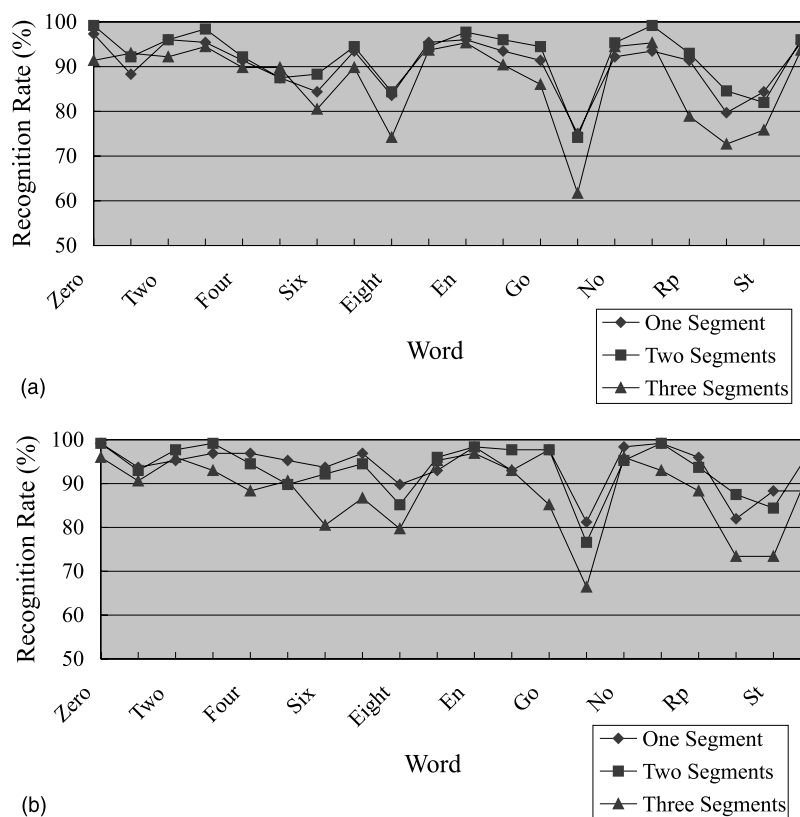 Recognition Rate (%)
100
90
80
70
60
50
Zero
Two
Four
Six
Eight
En
Go
No
Rp
St
Word
One Segment
Two Segments
Three Segments
(a)
Recognition Rate (%)
100
90
80
70
60
50
Zero
Two
Four
Six
Eight
En
Go
No
Rp
St
Word
One Segment
Two Segments
Three Segments
(b)